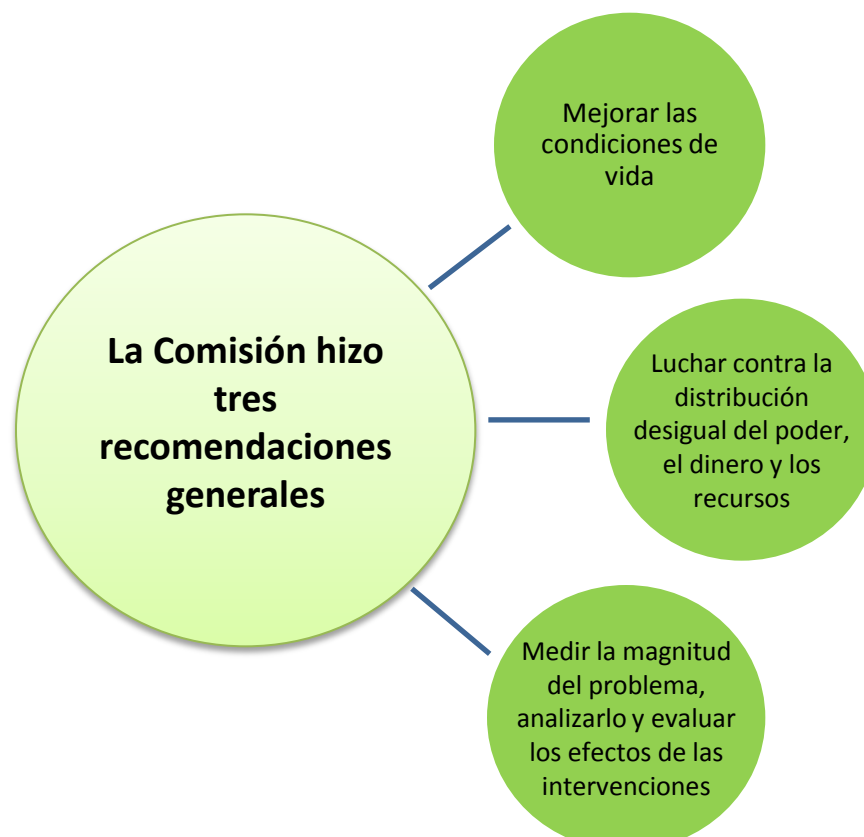 La Comisión hizo
tres
recomendaciones
generales
Mejorar las
condiciones de
vida
Luchar contra la
distribución
desigual del poder,
el dinero y los
recursos
Medir la magnitud
del problema,
analizarlo y evaluar
los efectos de las
intervenciones